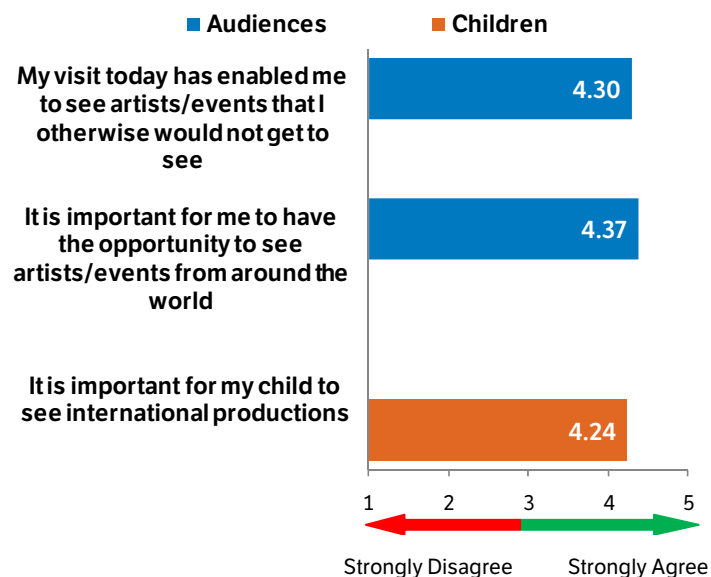 Audiences
Children
My visit today has enabled me
to see artists/events that I
otherwise would not get to
see
4.30
It is important for me to have
the opportunity to see
artists/events from around the
world
4.37
It is important for my child to
see international productions
4.24
1 2 3 4 5
Strongly Disagree
Strongly Agree